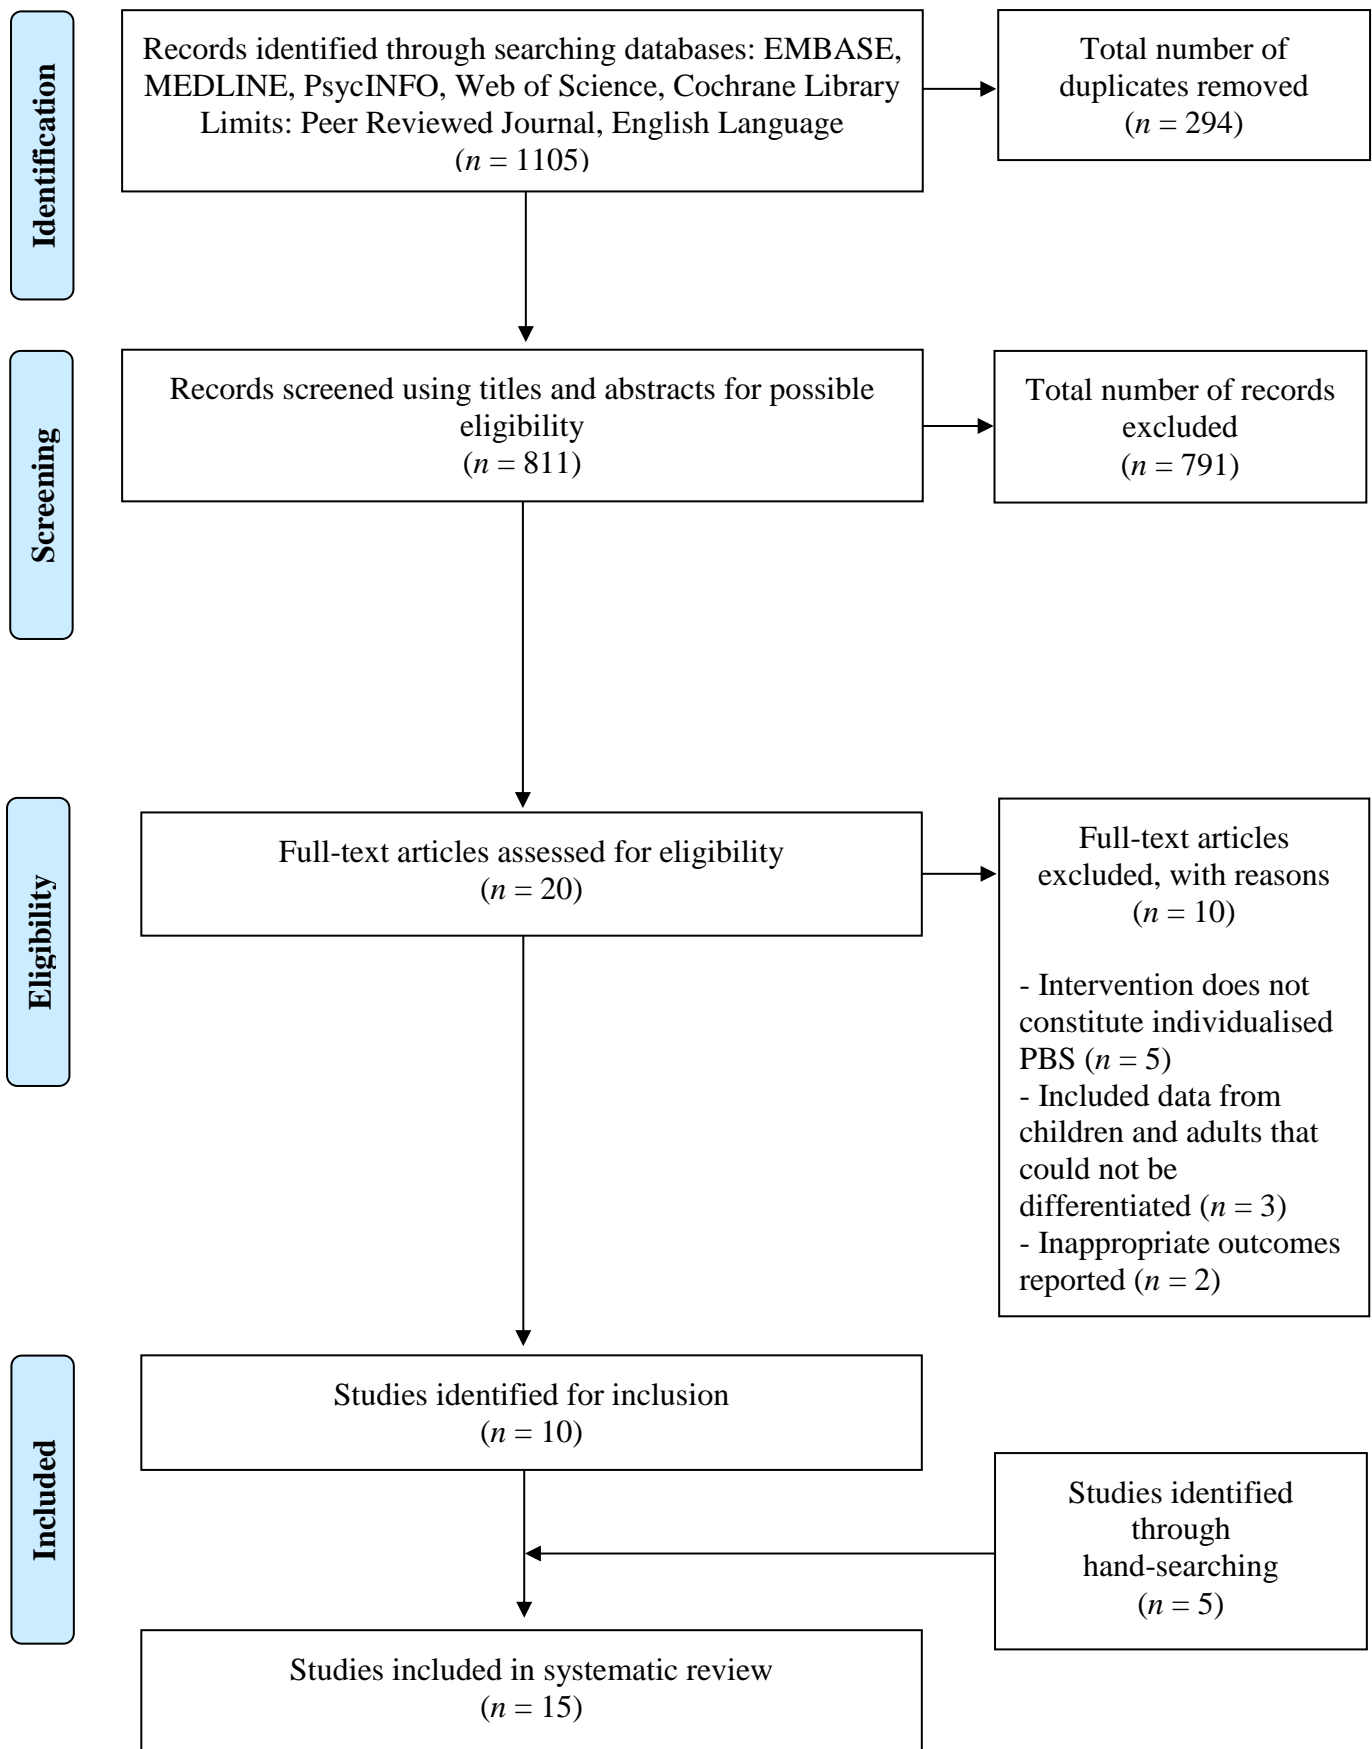 Identification
Records identified through searching databases: EMBASE,
MEDLINE, PsycINFO, Web of Science, Cochrane Library
Limits: Peer Reviewed Journal, English Language
(n = 1105)
Total number of
duplicates removed
(n = 294)
Screening
Records screened using titles and abstracts for possible
eligibility
(n = 811)
Total number of records
excluded
(n = 791)
Eligibility
Full-text articles assessed for eligibility
(n = 20)
Full-text articles
excluded, with reasons
(n = 10)
- Intervention does not
constitute individualised
PBS (n = 5)
- Included data from
children and adults that
could not be
differentiated (n = 3)
- Inappropriate outcomes
reported (n = 2)
Included
Studies identified for inclusion
(n = 10)
Studies identified
through
hand-searching
(n = 5)
Studies included in systematic review
(n = 15)